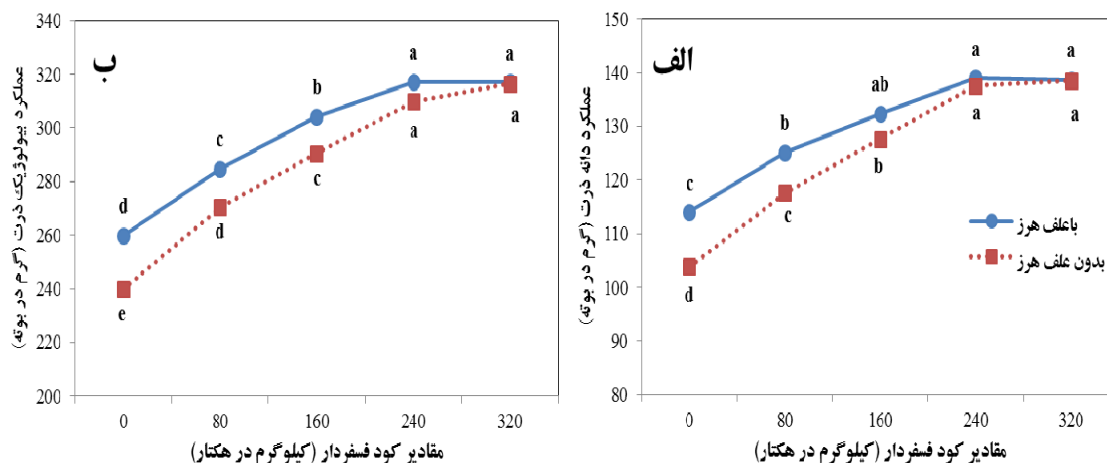 الف
عملکرد دانه ذرت (گرم در بوته)
150
140
130
120
110
100
90
80
a
a
ab
b
c
a
a
b
c
d
باعلف هرز
بدون علف هرز
0 80 160 240 320
مقادیر کود فسفردار (کیلوگرم در هکتار)
ب
عملکرد بیولوژیک ذرت (گرم در بوته)
340
320
300
280
260
240
220
200
a
a
b
c
d
a
a
c
d
e
0 80 160 240 320
مقادیر کود فسفردار (کیلوگرم در هکتار)